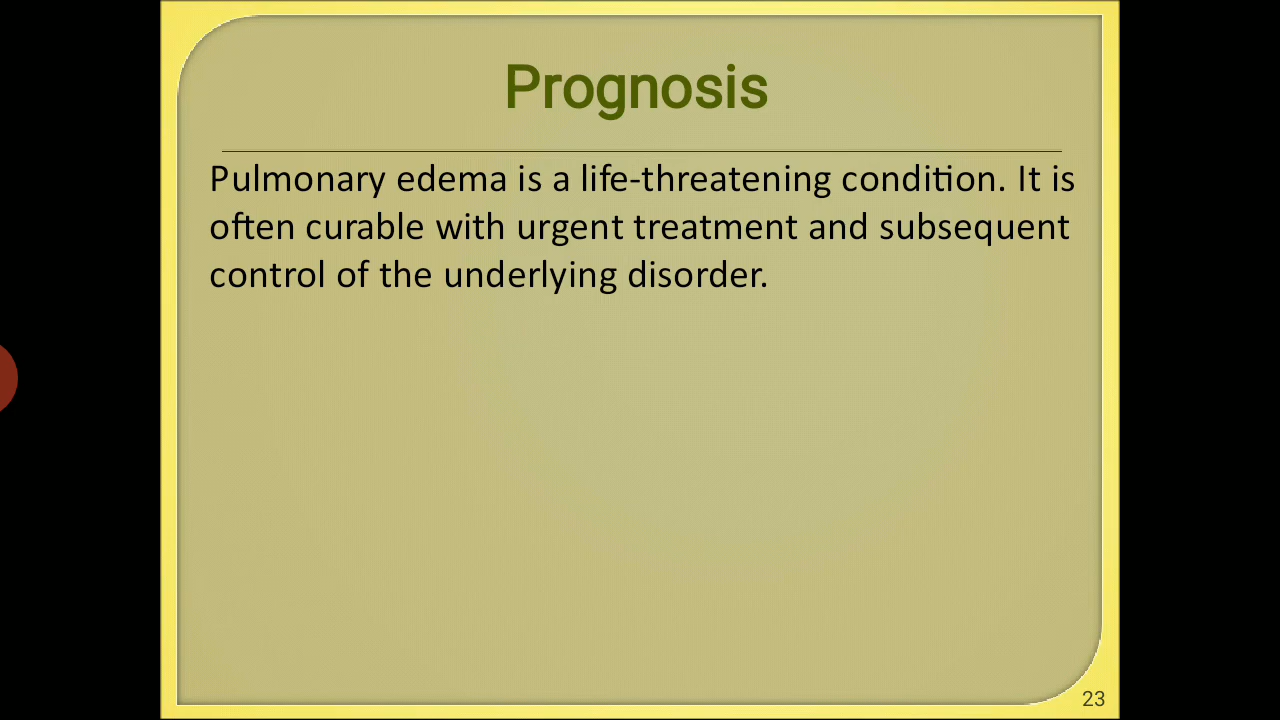 Prognosis
Pulmonary edema is a life-threatening condition. It is
often curable with urgent treatment and subsequent
control of the underlying disorder.
23